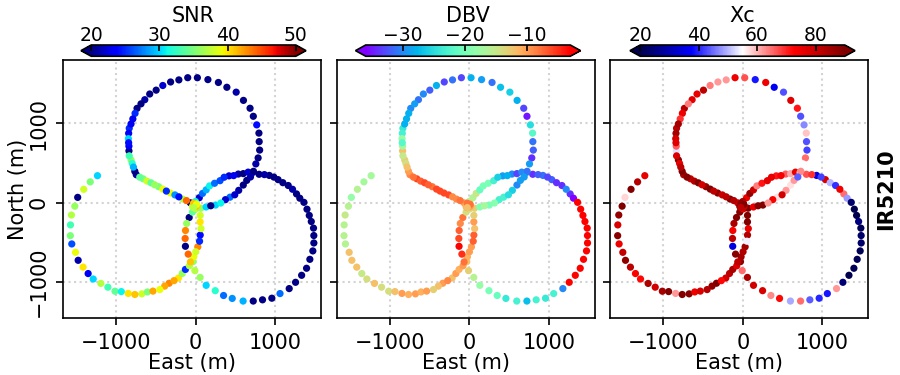 SNR DBV Xc
20 30 40 50 −30 −20 −10 20 40 60 80
1000
0
−1000
North (m)
IR5210
−1000 0 1000 −1000 0 1000 −1000 0 1000
East (m) East (m) East (m)